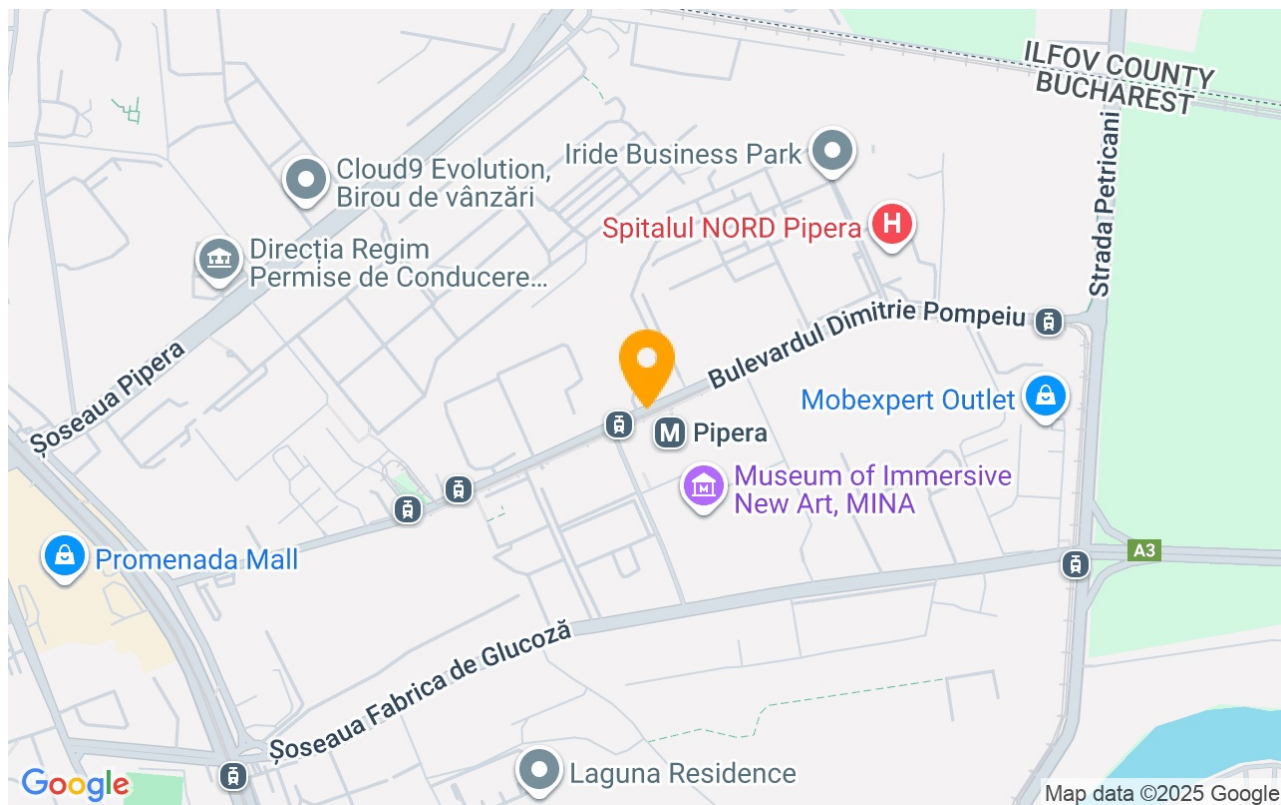 ILFOV COUNTY
BUCHAREST
Strada Petricani
Iride Business Park
Cloud9 Evolution,
Birou de vânzări
H
Spitalul NORD Pipera
Direcția Regim
Permise de Conducere...
Bulevardul Dimitrie Pompeiu
Șoseaua Pipera
Mobexpert Outlet
M Pipera
M
Museum of Immersive
New Art, MINA
Promenada Mall
A3
Șoseaua Fabrica de Glucoză
Laguna Residence
Google
Map data ©2025 Google